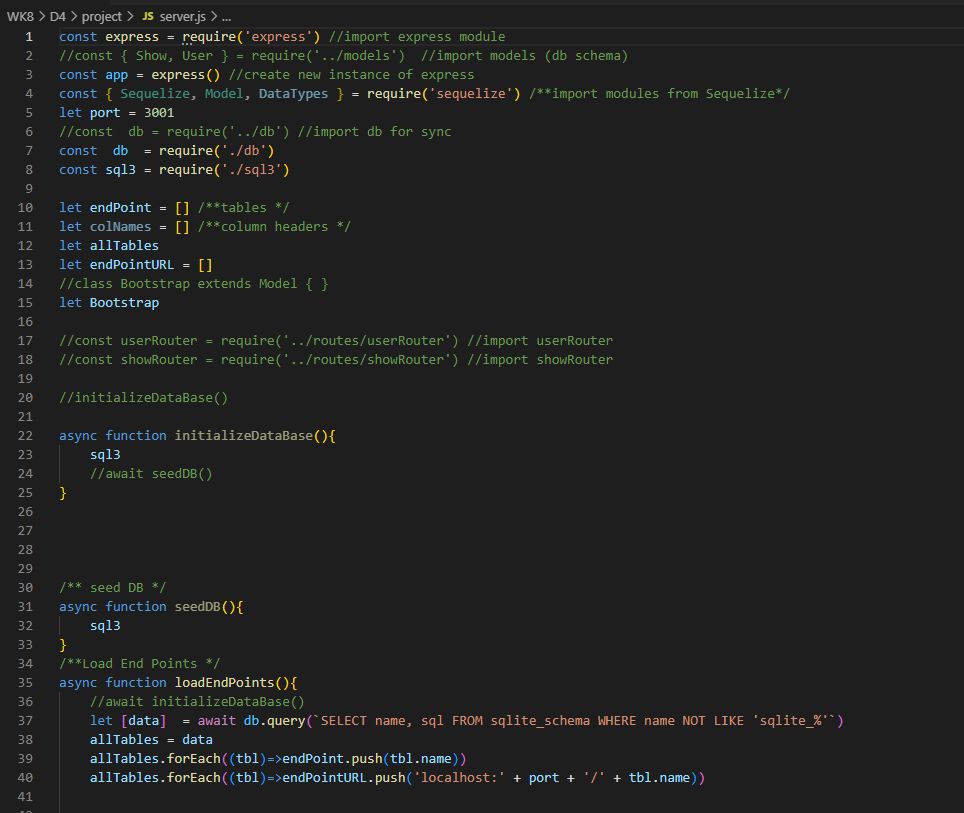 WK8 > D4 > project > JS server.js > ...
1 const express = require('express') //import express module
2 //const { Show, User } = require('../models')  //import models (db schema)
3 const app = express() //create new instance of express
4 const { Sequelize, Model, DataTypes } = require('sequelize') /**import modules from Sequelize*/
5 let port = 3001
6 //const  db = require('../db') //import db for sync
7 const  db  = require('./db')
8 const sql3 = require('./sql3')
9
10 let endPoint = [] /**tables */
11 let colNames = [] /**column headers */
12 let allTables
13 let endPointURL = []
14 //class Bootstrap extends Model { }
15 let Bootstrap
16
17 //const userRouter = require('../routes/userRouter') //import userRouter
18 //const showRouter = require('../routes/showRouter') //import showRouter
19
20 //initializeDataBase()
21
22 async function initializeDataBase(){
23     sql3
24     //await seedDB()
25 }
26
27
28
29
30 /** seed DB */
31 async function seedDB(){
32     sql3
33 }
34 /**Load End Points */
35 async function loadEndPoints(){
36     //await initializeDataBase()
37     let [data]  = await db.query(`SELECT name, sql FROM sqlite_schema WHERE name NOT LIKE 'sqlite_%'`)
38     allTables = data
39     allTables.forEach((tbl)=>endPoint.push(tbl.name))
40     allTables.forEach((tbl)=>endPointURL.push('localhost:' + port + '/' + tbl.name))
41